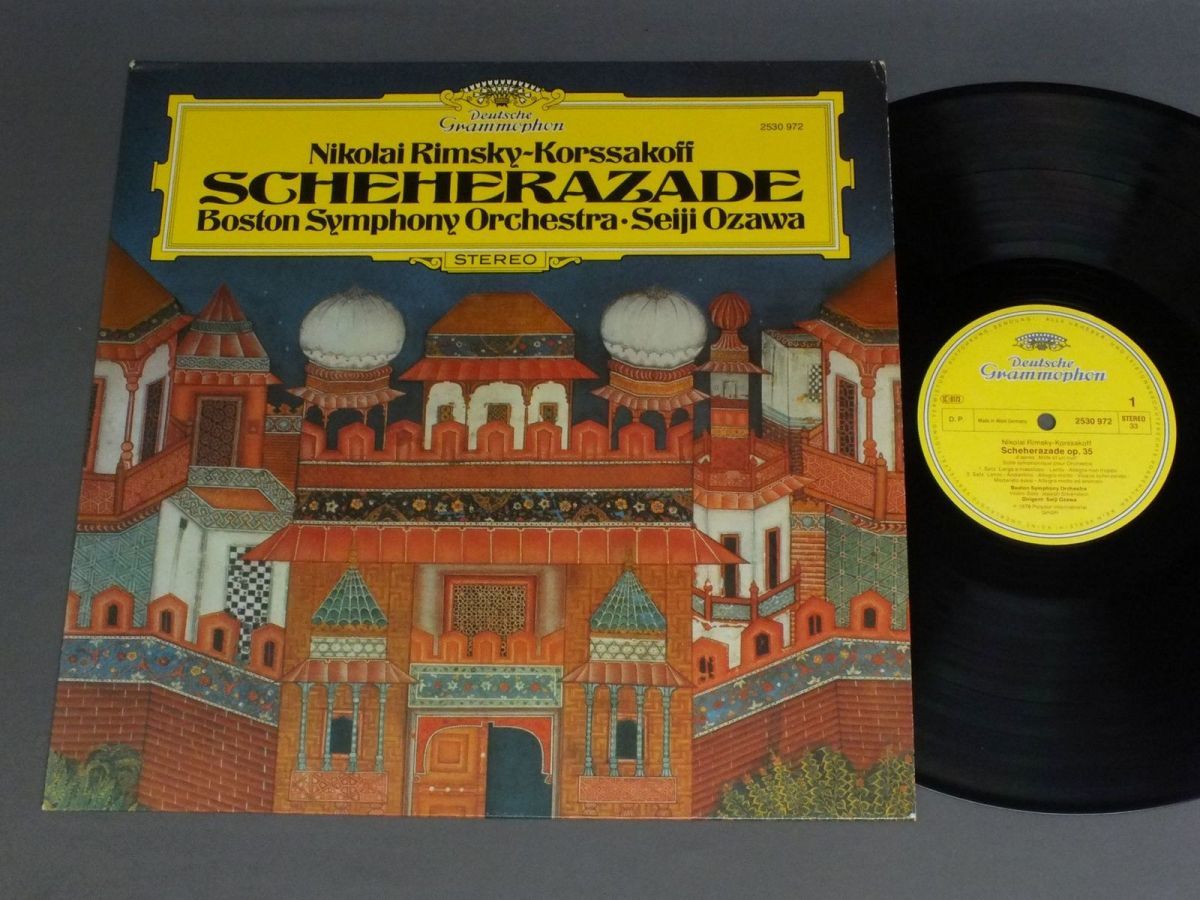 Deutsche
Grammophon
2530 972
Nikolai Rimsky-Korssakoff
SCHEHERAZADE
Boston Symphony Orchestra · Seiji Ozawa
STEREO
Deutsche
Grammophon
1
D. P.
Made in West Germany
2530 972
STEREO
33
Nikolai Rimsky-Korssakoff
Scheherazade op. 35
Boston Symphony Orchestra
Dirigent: Seiji Ozawa